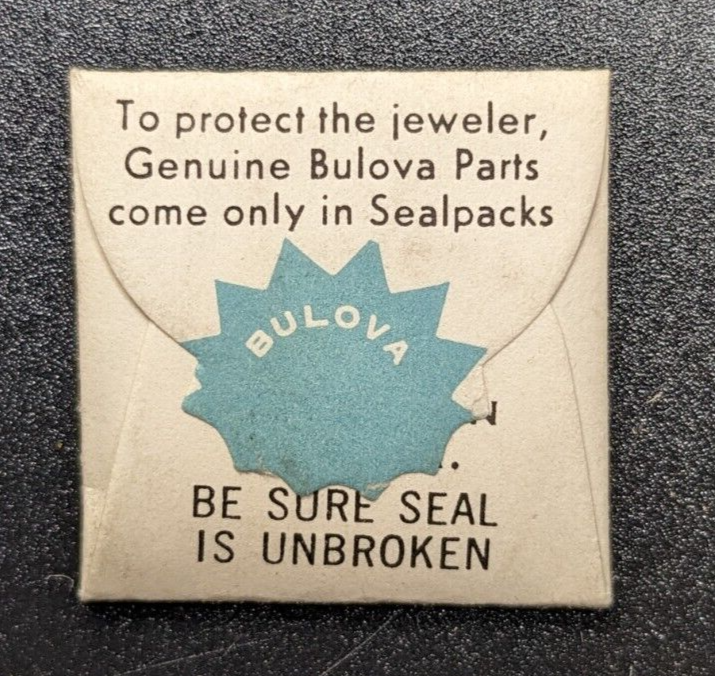 To protect the jeweler,
Genuine Bulova Parts
come only in Sealpacks
BULOVA
BE SURE SEAL
IS UNBROKEN